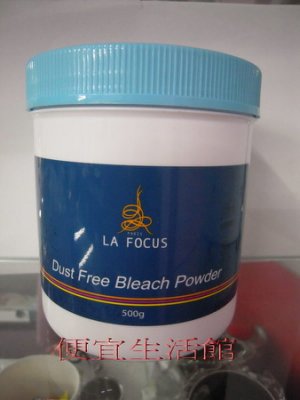 PARIS
LA FOCUS
Dust Free Bleach Powder
500g
便宜生活館